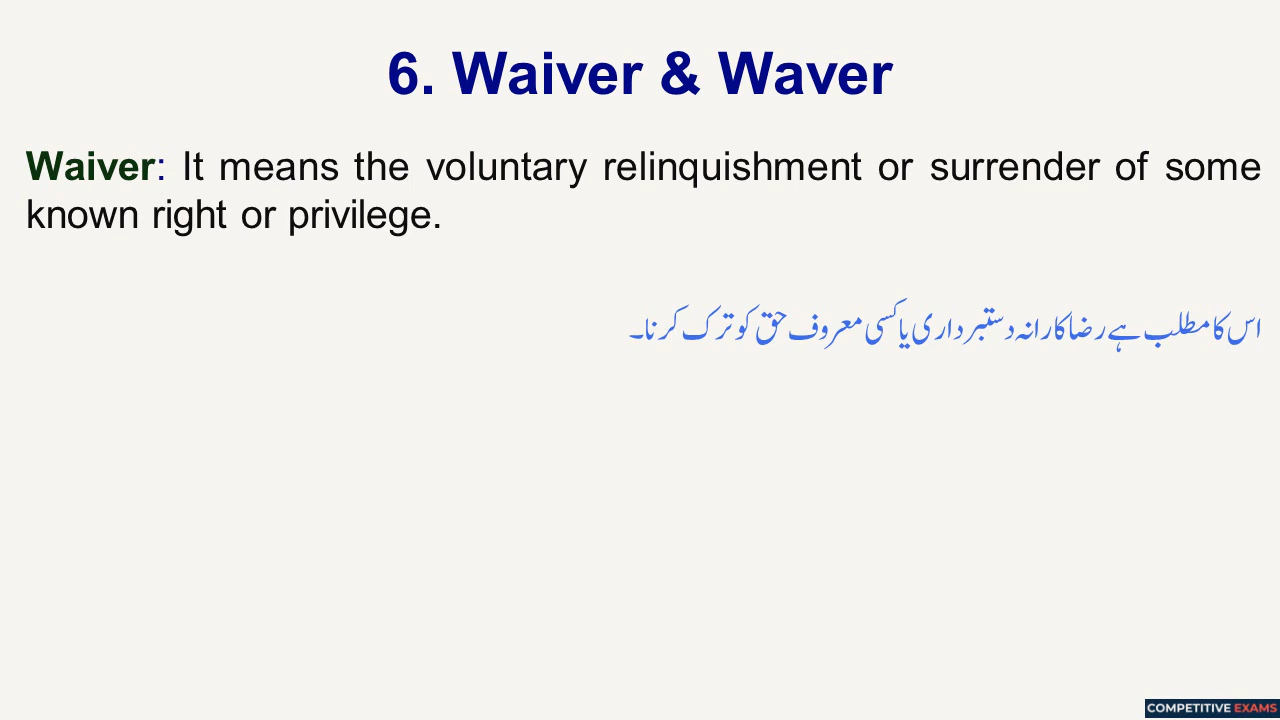 6. Waiver & Waver
Waiver: It means the voluntary relinquishment or surrender of some
known right or privilege.
اس کا مطلب ہے رضاکارانہ دستبرداری یا کسی معروف حق کو ترک کرنا۔
COMPETITIVE EXAMS